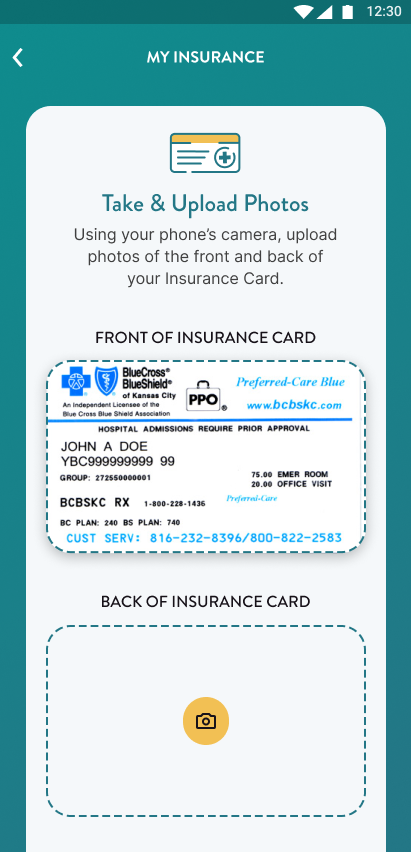 12:30
MY INSURANCE
Take & Upload Photos
Using your phone's camera, upload
photos of the front and back of
your Insurance Card.
FRONT OF INSURANCE CARD
BlueCross®
BlueShield®
of Kansas City
An Independent Licensee of the
Blue Cross Blue Shield Association
PPO®
Preferred-Care Blue
www.bcbskc.com
HOSPITAL ADMISSIONS REQUIRE PRIOR APPROVAL
JOHN A DOE
YBC999999999 99
GROUP: 272550000001
75.00 EMER ROOM
20.00 OFFICE VISIT
BCBSKC RX 1-800-228-1436
Preferred-Care
BC PLAN: 240 BS PLAN: 740
CUST SERV: 816-232-8396/800-822-2583
BACK OF INSURANCE CARD